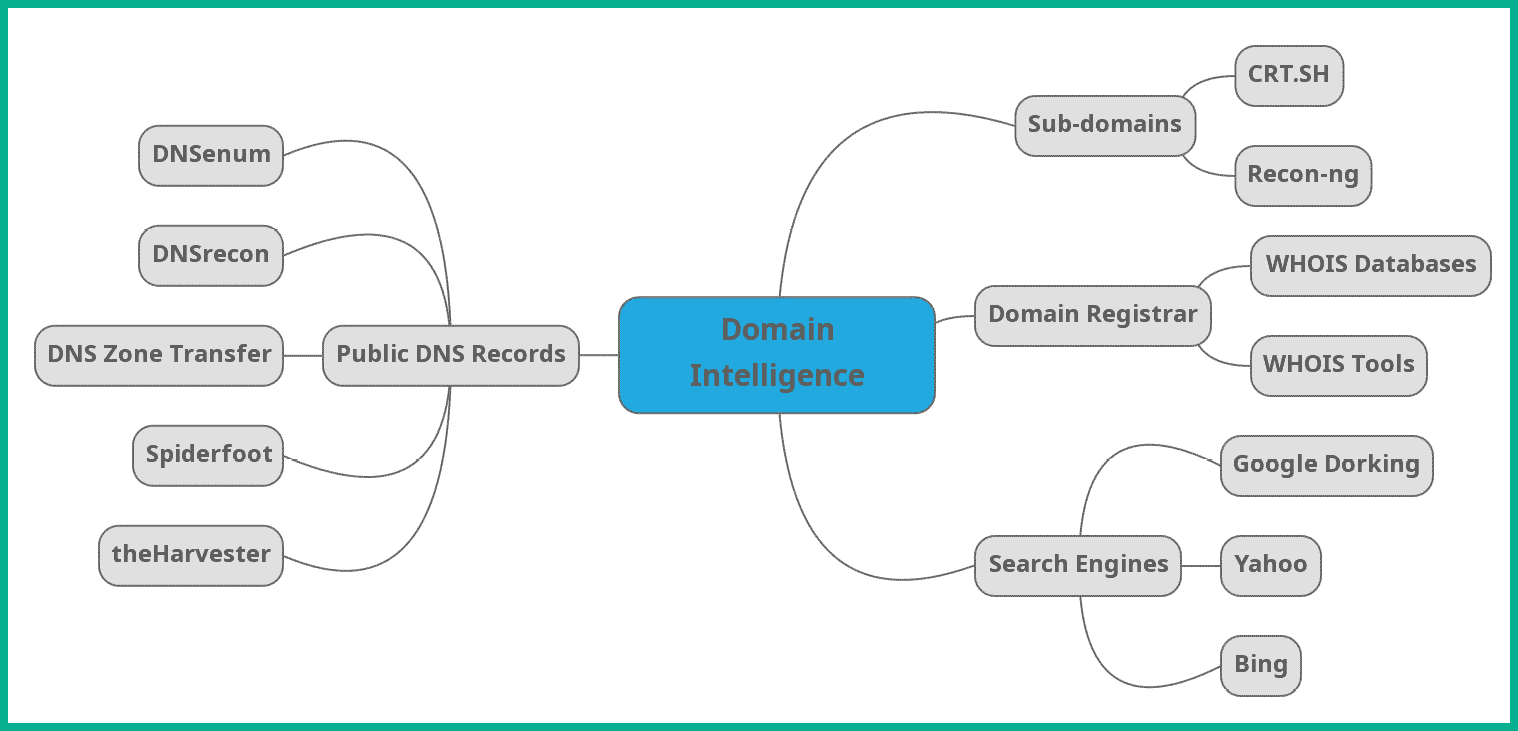 Domain
Intelligence
Public DNS Records
DNSenum
DNSrecon
DNS Zone Transfer
Spiderfoot
theHarvester
Sub-domains
CRT.SH
Recon-ng
Domain Registrar
WHOIS Databases
WHOIS Tools
Search Engines
Google Dorking
Yahoo
Bing